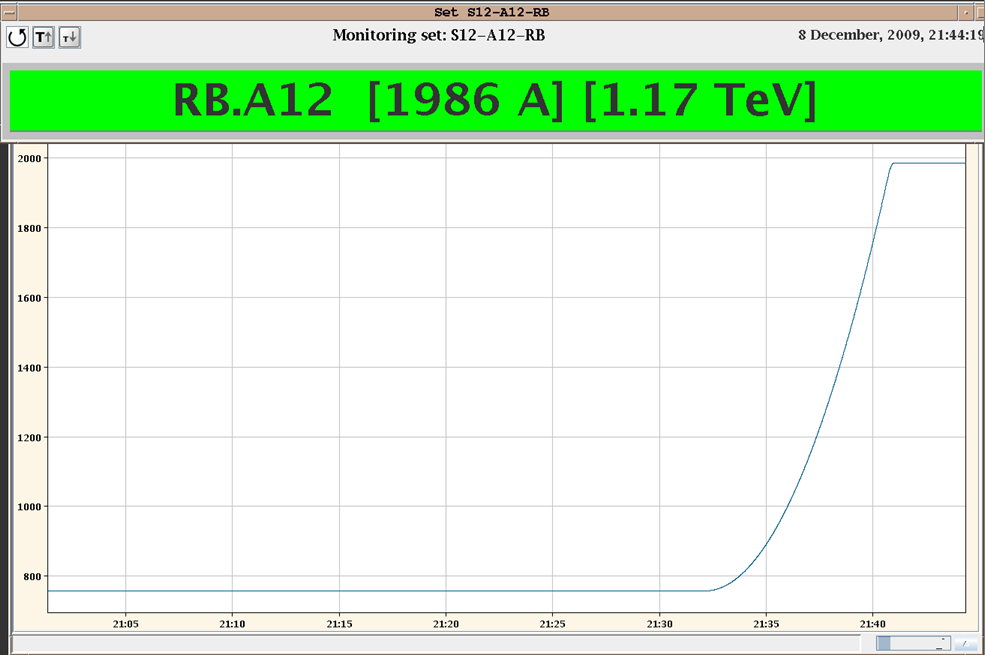 Set S12-A12-RB
T↑ T↓ Monitoring set: S12-A12-RB 8 December, 2009, 21:44:19
RB.A12 [1986 A] [1.17 TeV]
2000
1800
1600
1400
1200
1000
800
21:05 21:10 21:15 21:20 21:25 21:30 21:35 21:40